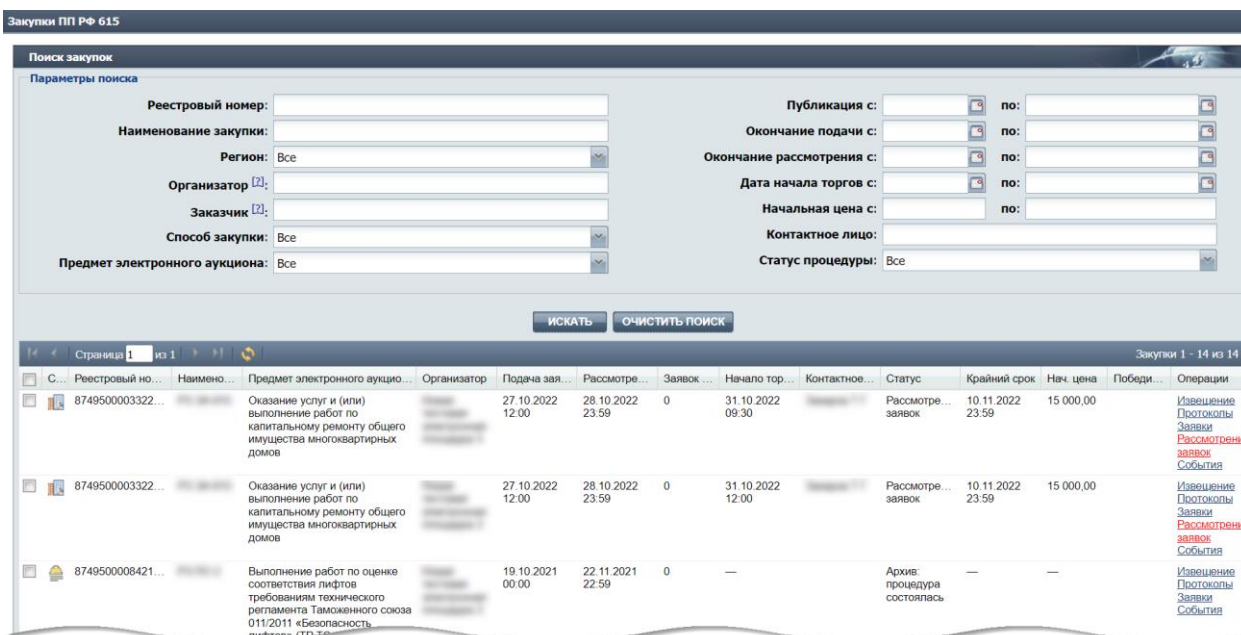 Закупки ПП РФ 615
Поиск закупок
Параметры поиска
Реестровый номер:
Наименование закупки:
Регион: Все
Организатор [?]:
Заказчик [?]:
Способ закупки: Все
Предмет электронного аукциона: Все
Публикация с: по:
Окончание подачи с: по:
Окончание рассмотрения с: по:
Дата начала торгов с: по:
Начальная цена с: по:
Контактное лицо:
Статус процедуры: Все
ИСКАТЬ ОЧИСТИТЬ ПОИСК
Страница 1 из 1
Закупки 1 - 14 из 14
С... Реестровый но... Наимено... Предмет электронного аукцио... Организатор Подача зая... Рассмотре... Заявок ... Начало тор... Контактное... Статус Крайний срок Нач. цена Победи... Операции
8749500003322...
Оказание услуг и (или)
выполнение работ по
капитальному ремонту общего
имущества многоквартирных
домов
27.10.2022
12:00
28.10.2022
23:59
0
31.10.2022
09:30
Рассмотре...
заявок
10.11.2022
23:59
15 000,00
Извещение
Протоколы
Заявки
Рассмотрени
заявок
События
8749500003322...
Оказание услуг и (или)
выполнение работ по
капитальному ремонту общего
имущества многоквартирных
домов
27.10.2022
12:00
28.10.2022
23:59
0
31.10.2022
12:00
Рассмотре...
заявок
10.11.2022
23:59
15 000,00
Извещение
Протоколы
Заявки
Рассмотрени
заявок
События
8749500008421...
Выполнение работ по оценке
соответствия лифтов
требованиям технического
регламента Таможенного союза
011/2011 «Безопасность
19.10.2021
00:00
22.11.2021
22:59
0
—
Архив:
процедура
состоялась
—
—
Извещение
Протоколы
Заявки
События